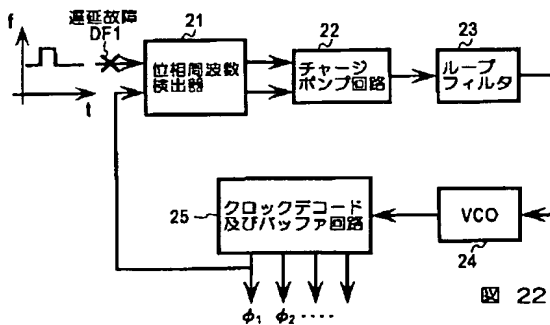 f
遅延故障
DF1
t
21
位相周波数
検出器
22
チャージ
ポンプ回路
23
ループ
フィルタ
25
クロックデコード
及びバッファ回路
VCO
24
φ1 φ2 ‥‥
図 22